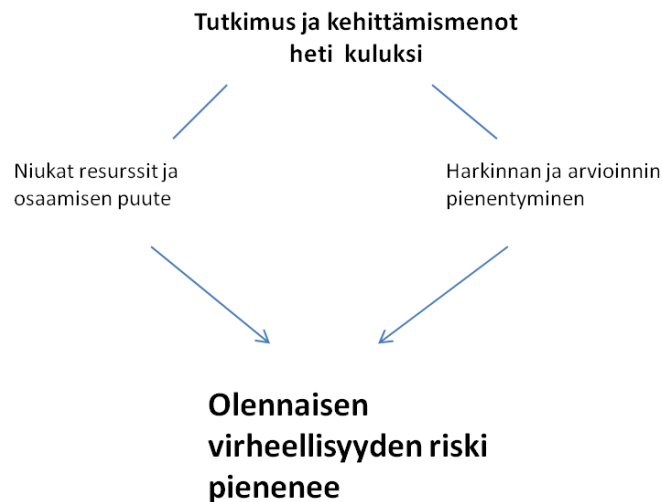 Tutkimus ja kehittämismenot
heti kuluksi
Niukat resurssit ja
osaamisen puute
Harkinnan ja arvioinnin
pienentyminen
Olennaisen
virheellisyyden riski
pienenee